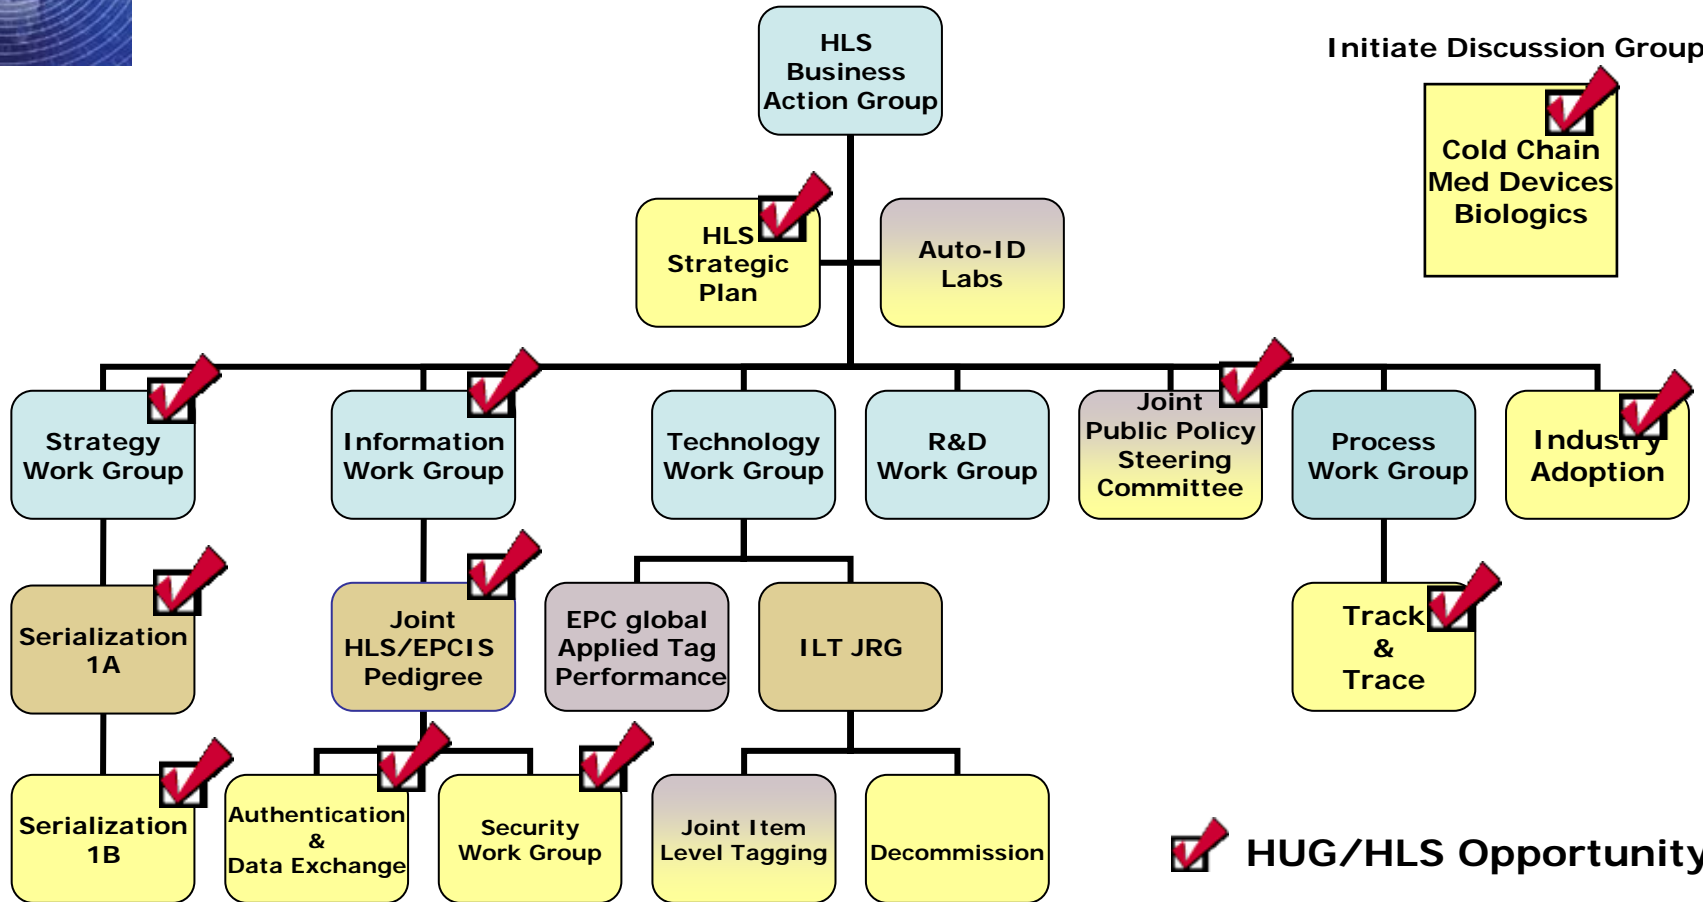 HLS
Business
Action Group
Initiate Discussion Group
Cold Chain
Med Devices
Biologics
HLS
Strategic
Plan
Auto-ID
Labs
Strategy
Work Group
Information
Work Group
Technology
Work Group
R&D
Work Group
Joint
Public Policy
Steering
Committee
Process
Work Group
Industry
Adoption
Serialization
1A
Joint
HLS/EPCIS
Pedigree
EPC global
Applied Tag
Performance
ILT JRG
Track
&
Trace
Serialization
1B
Authentication
&
Data Exchange
Security
Work Group
Joint Item
Level Tagging
Decommission
HUG/HLS Opportunity